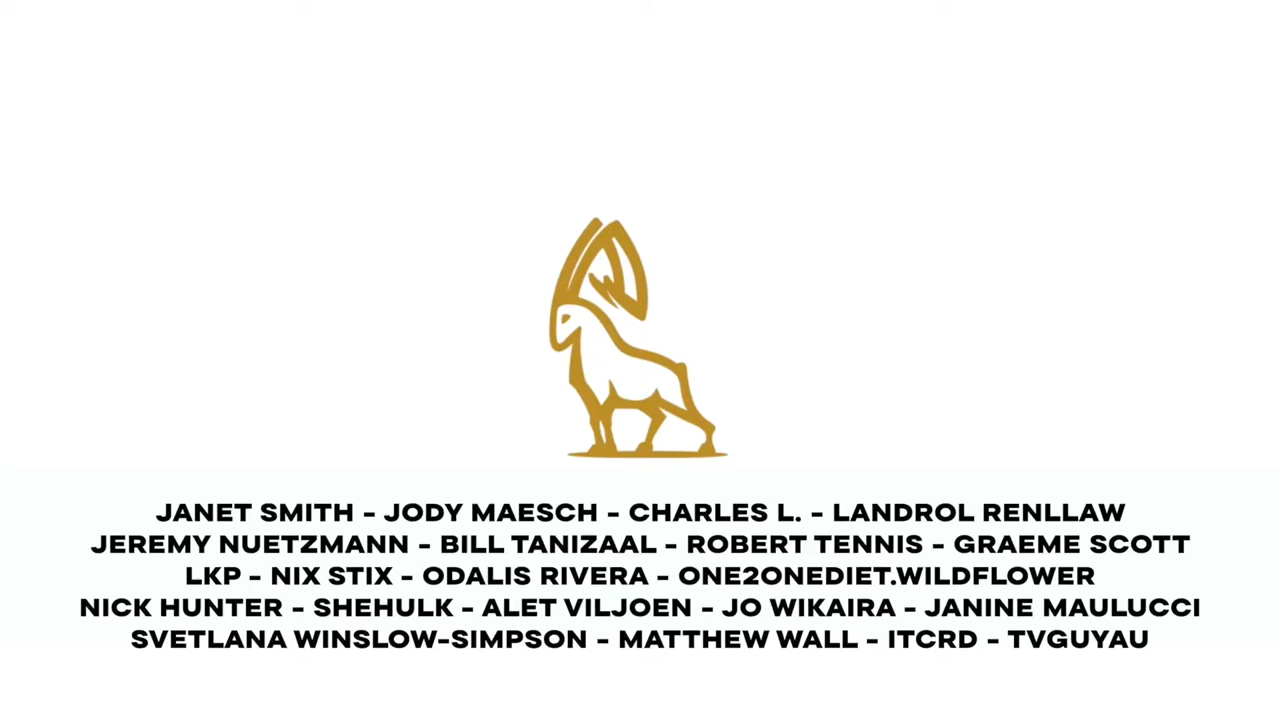 JANET SMITH - JODY MAESCH - CHARLES L. - LANDROL RENLLAW
JEREMY NUETZMANN - BILL TANIZAAL - ROBERT TENNIS - GRAEME SCOTT
LKP - NIX STIX - ODALIS RIVERA - ONE2ONEDIET.WILDFLOWER
NICK HUNTER - SHEHULK - ALET VILJOEN - JO WIKAIRA - JANINE MAULUCCI
SVETLANA WINSLOW-SIMPSON - MATTHEW WALL - ITCRD - TVGUYAU